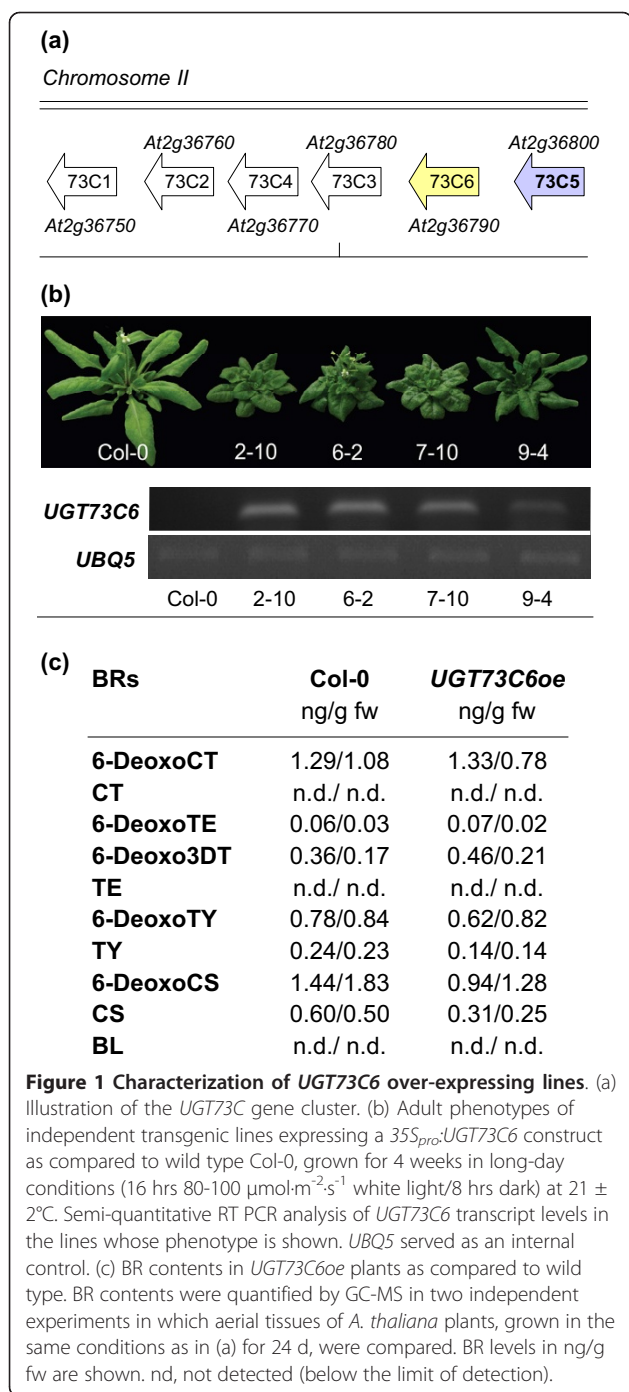 (a)
Chromosome II
At2g36760 At2g36780 At2g36800
73C1 73C2 73C4 73C3 73C6 73C5
At2g36750 At2g36770 At2g36790
(b)
Col-0 2-10 6-2 7-10 9-4
UGT73C6
UBQ5
Col-0 2-10 6-2 7-10 9-4
(c)
BRs Col-0 UGT73C6oe
ng/g fw ng/g fw
6-DeoxoCT 1.29/1.08 1.33/0.78
CT n.d./ n.d. n.d./ n.d.
6-DeoxoTE 0.06/0.03 0.07/0.02
6-Deoxo3DT 0.36/0.17 0.46/0.21
TE n.d./ n.d. n.d./ n.d.
6-DeoxoTY 0.78/0.84 0.62/0.82
TY 0.24/0.23 0.14/0.14
6-DeoxoCS 1.44/1.83 0.94/1.28
CS 0.60/0.50 0.31/0.25
BL n.d./ n.d. n.d./ n.d.
Figure 1 Characterization of UGT73C6 over-expressing lines. (a)
Illustration of the UGT73C gene cluster. (b) Adult phenotypes of
independent transgenic lines expressing a 35Spro:UGT73C6 construct
as compared to wild type Col-0, grown for 4 weeks in long-day
conditions (16 hrs 80-100 μmol·m⁻²·s⁻¹ white light/8 hrs dark) at 21 ±
2°C. Semi-quantitative RT PCR analysis of UGT73C6 transcript levels in
the lines whose phenotype is shown. UBQ5 served as an internal
control. (c) BR contents in UGT73C6oe plants as compared to wild
type. BR contents were quantified by GC-MS in two independent
experiments in which aerial tissues of A. thaliana plants, grown in the
same conditions as in (a) for 24 d, were compared. BR levels in ng/g
fw are shown. nd, not detected (below the limit of detection).